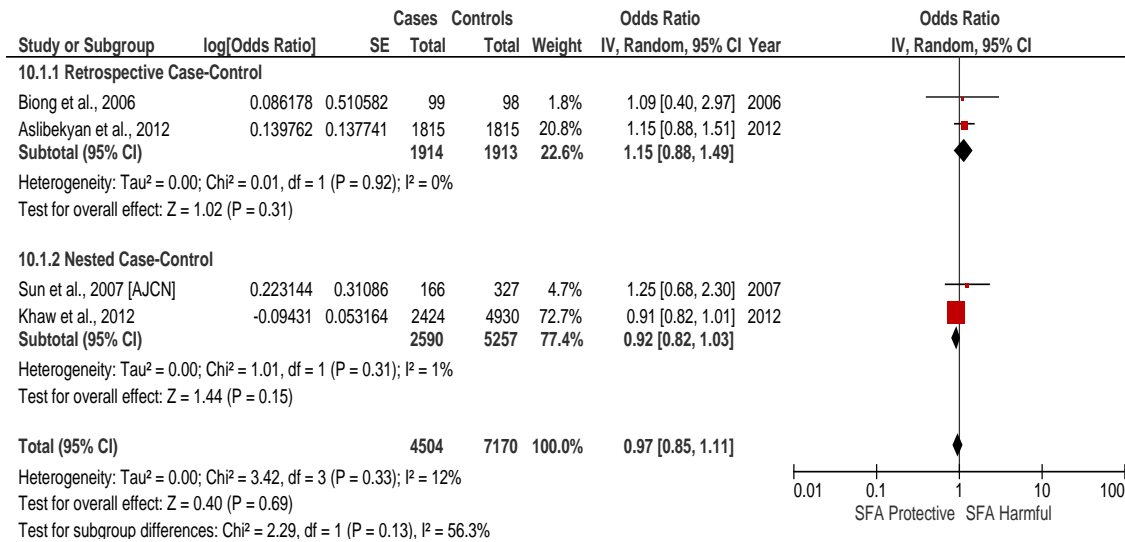 Cases Controls Odds Ratio Odds Ratio
Study or Subgroup log[Odds Ratio] SE Total Total Weight IV, Random, 95% CI Year IV, Random, 95% CI
10.1.1 Retrospective Case-Control
Biong et al., 2006 0.086178 0.510582 99 98 1.8% 1.09 [0.40, 2.97] 2006
Aslibekyan et al., 2012 0.139762 0.137741 1815 1815 20.8% 1.15 [0.88, 1.51] 2012
Subtotal (95% CI) 1914 1913 22.6% 1.15 [0.88, 1.49]
Heterogeneity: Tau² = 0.00; Chi² = 0.01, df = 1 (P = 0.92); I² = 0%
Test for overall effect: Z = 1.02 (P = 0.31)
10.1.2 Nested Case-Control
Sun et al., 2007 [AJCN] 0.223144 0.31086 166 327 4.7% 1.25 [0.68, 2.30] 2007
Khaw et al., 2012 -0.09431 0.053164 2424 4930 72.7% 0.91 [0.82, 1.01] 2012
Subtotal (95% CI) 2590 5257 77.4% 0.92 [0.82, 1.03]
Heterogeneity: Tau² = 0.00; Chi² = 1.01, df = 1 (P = 0.31); I² = 1%
Test for overall effect: Z = 1.44 (P = 0.15)
Total (95% CI) 4504 7170 100.0% 0.97 [0.85, 1.11]
Heterogeneity: Tau² = 0.00; Chi² = 3.42, df = 3 (P = 0.33); I² = 12%
Test for overall effect: Z = 0.40 (P = 0.69)
Test for subgroup differences: Chi² = 2.29, df = 1 (P = 0.13), I² = 56.3%
0.01 0.1 1 10 100
SFA Protective SFA Harmful